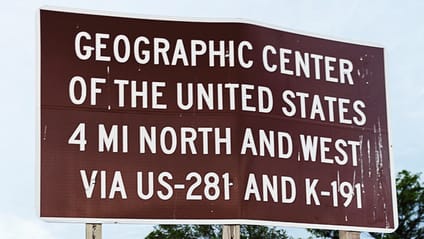 GEOGRAPHIC CENTER
OF THE UNITED STATES
4 MI NORTH AND WEST
VIA US-281 AND K-191